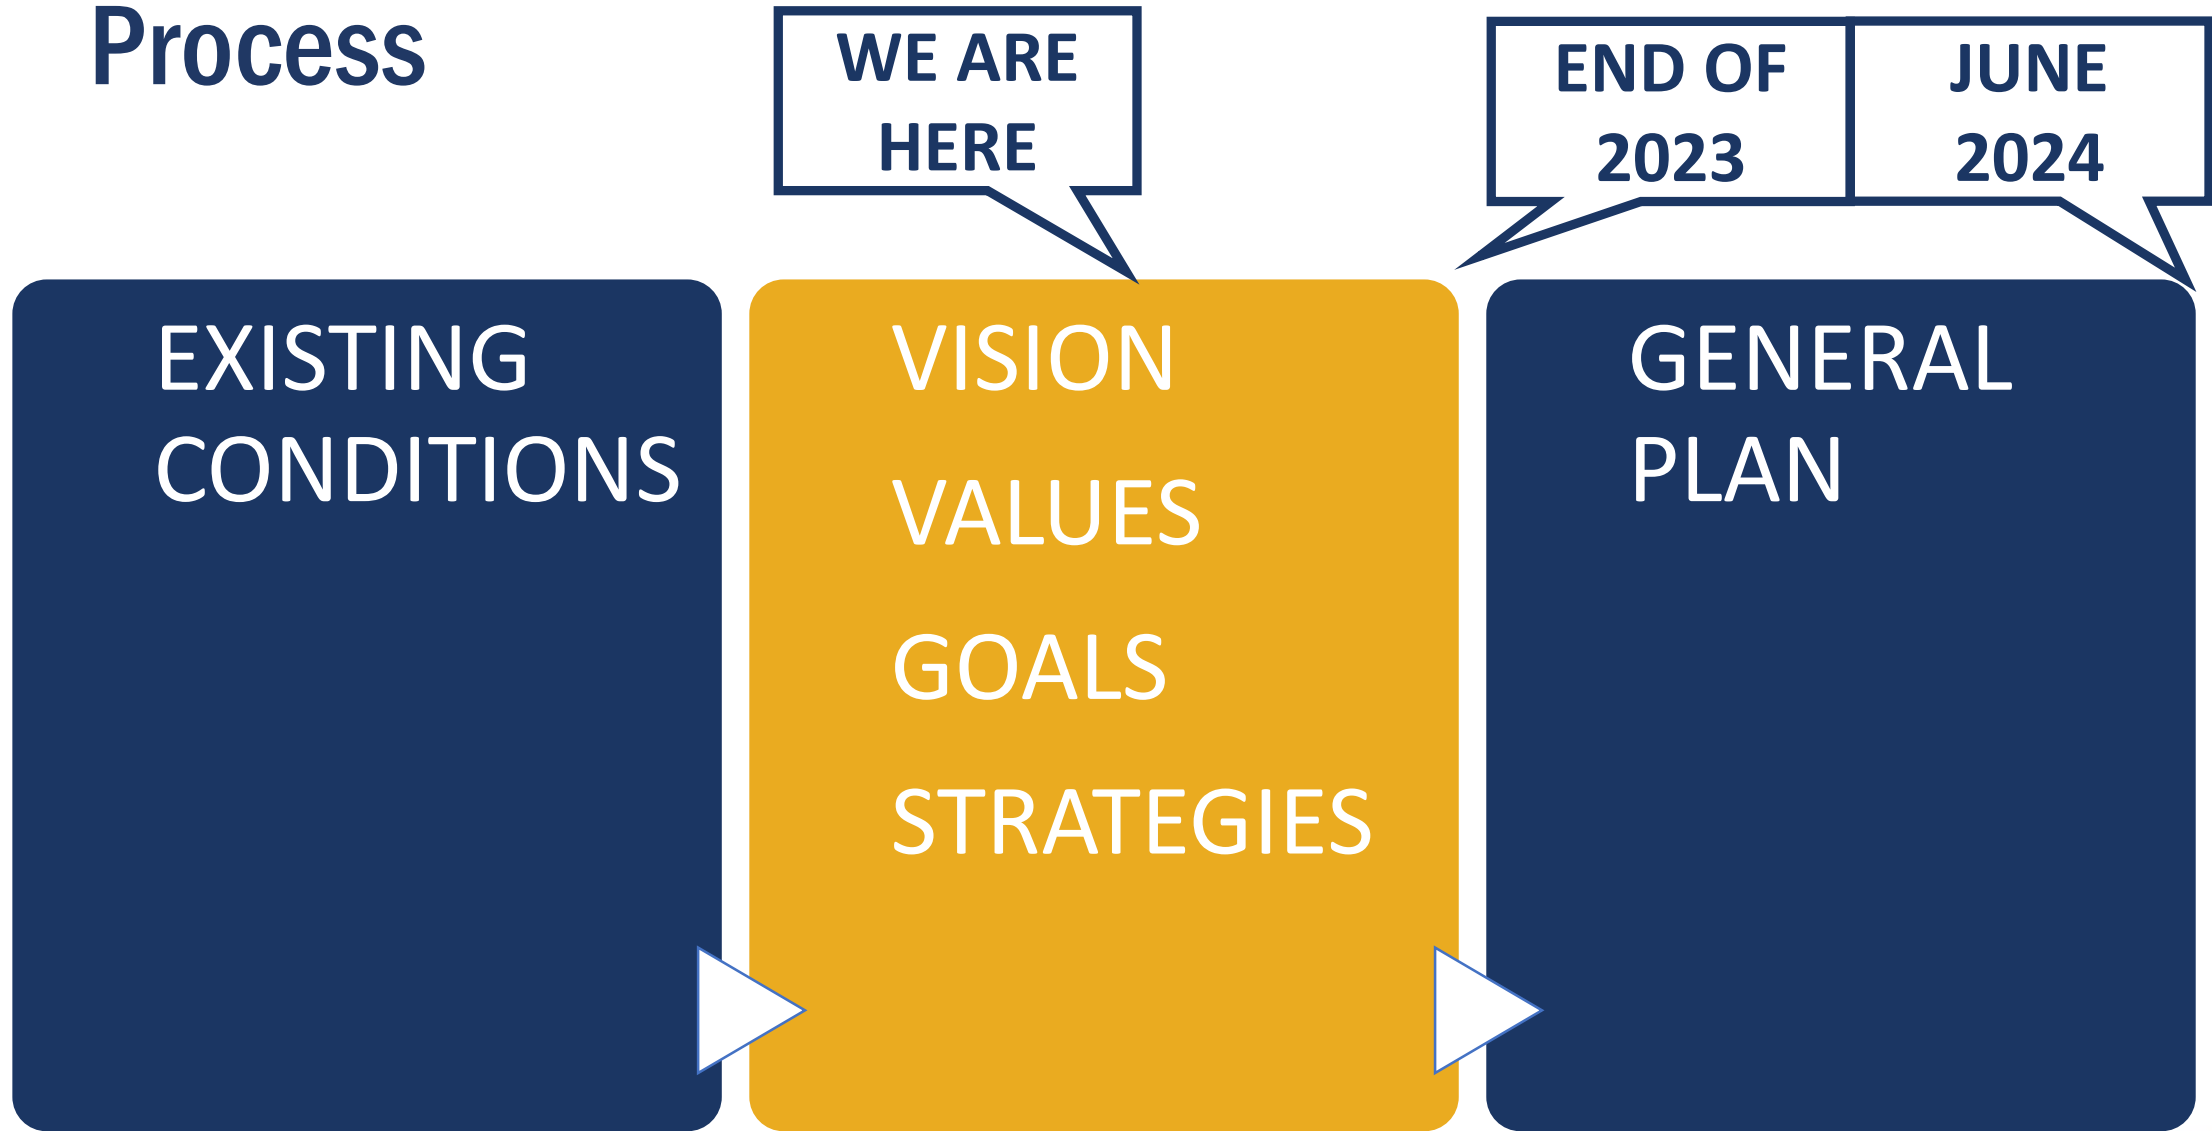 Process
WE ARE
HERE
END OF
2023
JUNE
2024
EXISTING
CONDITIONS
VISION
VALUES
GOALS
STRATEGIES
GENERAL
PLAN